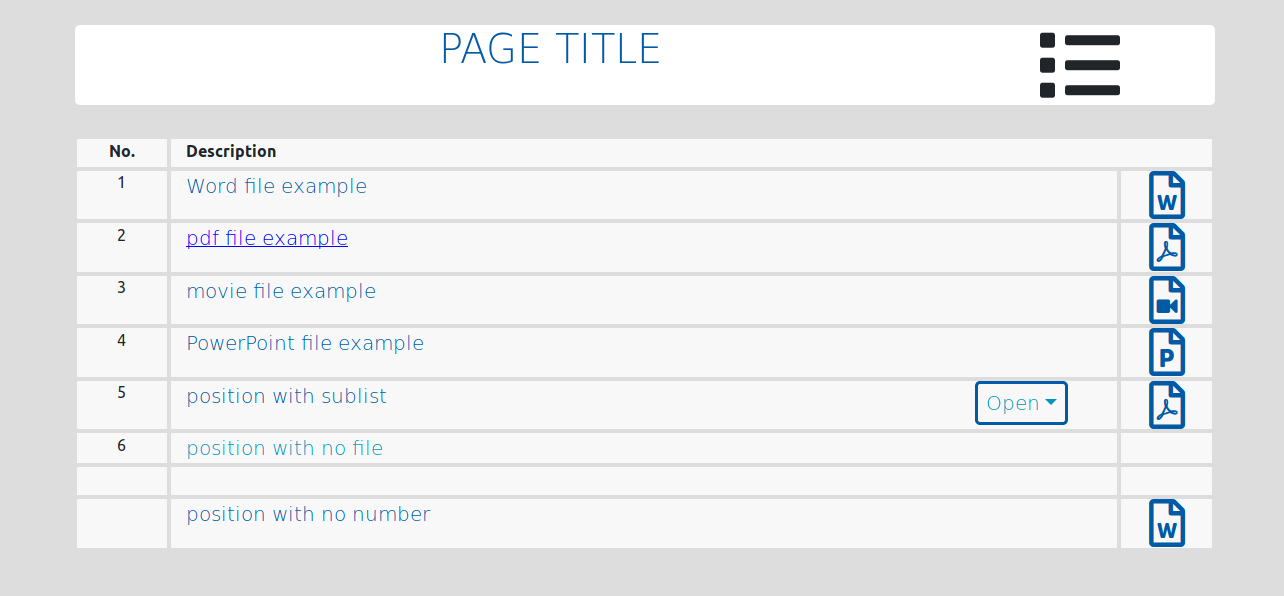 PAGE TITLE
No. Description
1 Word file example W
2 pdf file example
3 movie file example
4 PowerPoint file example P
5 position with sublist Open
6 position with no file
position with no number W